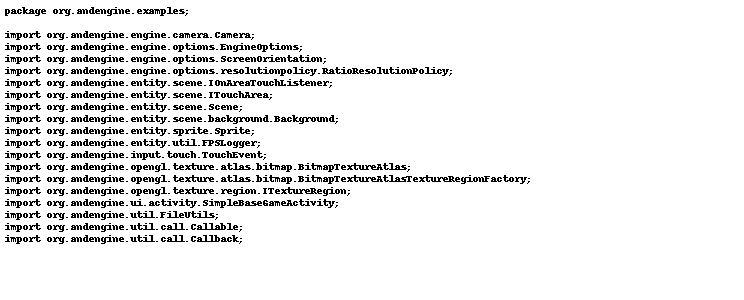 package org.andengine.examples;
import org.andengine.engine.camera.Camera;
import org.andengine.engine.options.EngineOptions;
import org.andengine.engine.options.ScreenOrientation;
import org.andengine.engine.options.resolutionpolicy.RatioResolutionPolicy;
import org.andengine.entity.scene.IOnAreaTouchListener;
import org.andengine.entity.scene.ITouchArea;
import org.andengine.entity.scene.Scene;
import org.andengine.entity.scene.background.Background;
import org.andengine.entity.sprite.Sprite;
import org.andengine.entity.util.FPSLogger;
import org.andengine.input.touch.TouchEvent;
import org.andengine.opengl.texture.atlas.bitmap.BitmapTextureAtlas;
import org.andengine.opengl.texture.atlas.bitmap.BitmapTextureAtlasTextureRegionFactory;
import org.andengine.opengl.texture.region.ITextureRegion;
import org.andengine.ui.activity.SimpleBaseGameActivity;
import org.andengine.util.FileUtils;
import org.andengine.util.call.Callable;
import org.andengine.util.call.Callback;